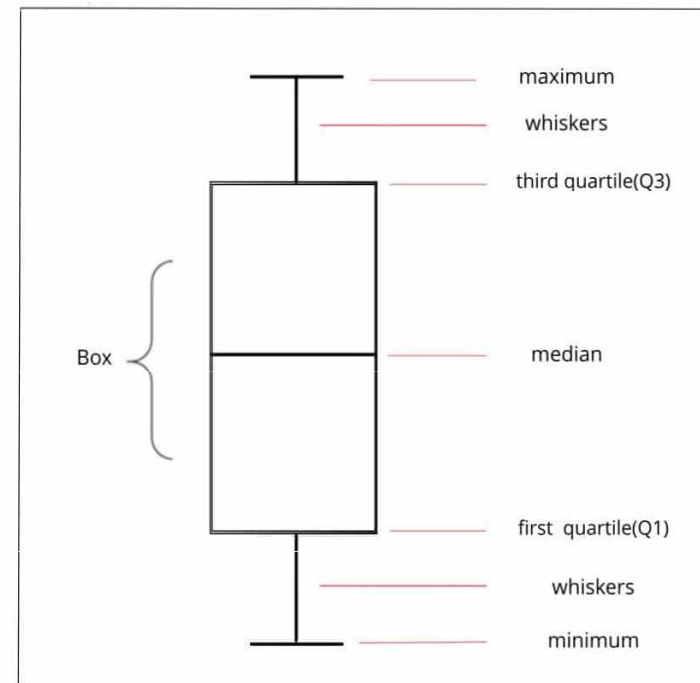 maximum
whiskers
third quartile(Q3)
Box
median
first quartile(Q1)
whiskers
minimum